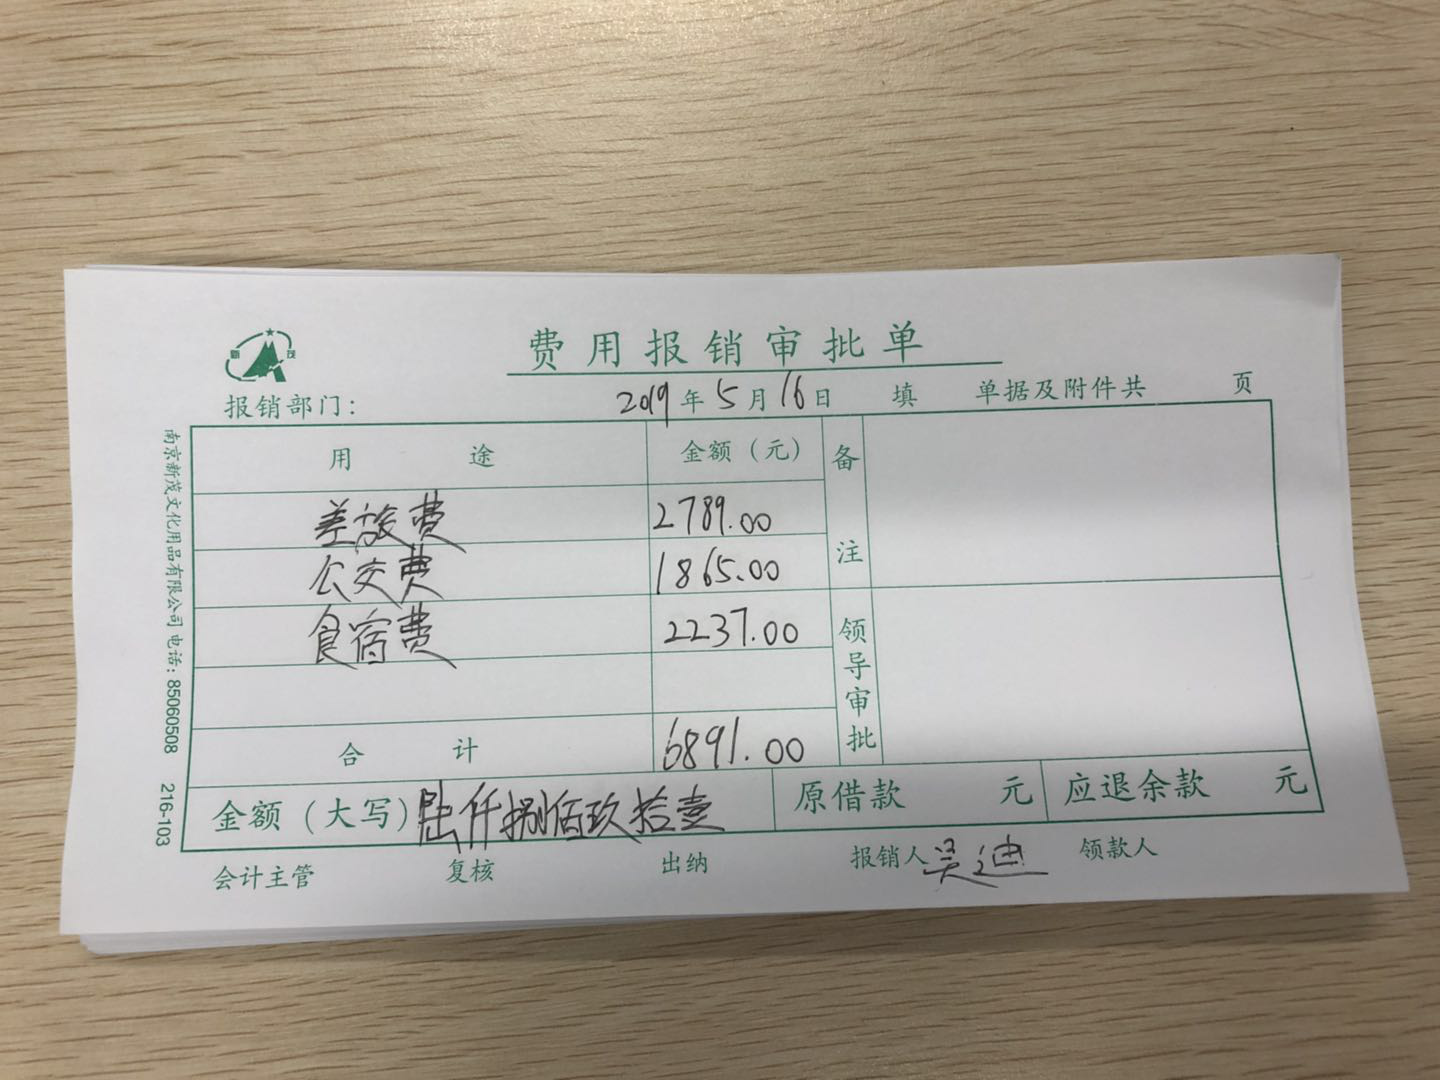 新 茂
费用报销审批单
报销部门: 2019年5月16日 填 单据及附件共 页
用途 金额（元） 备注
差旅费 2789.00
公交费 1865.00
食宿费 2237.00
领导审批
合计 6891.00
金额（大写）陆仟捌佰玖拾壹 原借款 元 应退余款 元
会计主管 复核 出纳 报销人 吴迪 领款人
南京新茂文化用品有限公司 电话: 85060508 216-103